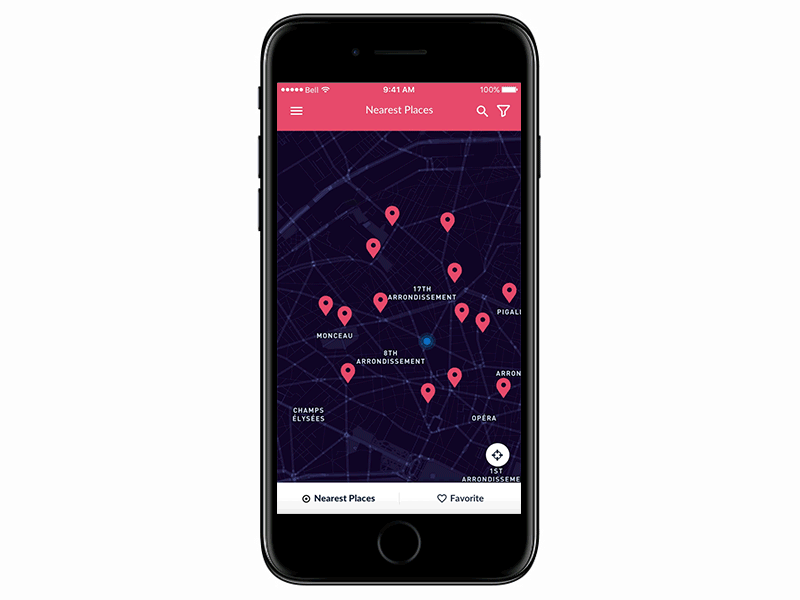 Bell 9:41 AM 100%
Nearest Places
17TH
ARRONDISSEMENT
PIGALL
MONCEAU
8TH
ARRONDISSEMENT
ARRON
CHAMPS
ÉLYSÉES
OPÉRA
1ST
ARRONDISSEME
Nearest Places Favorite